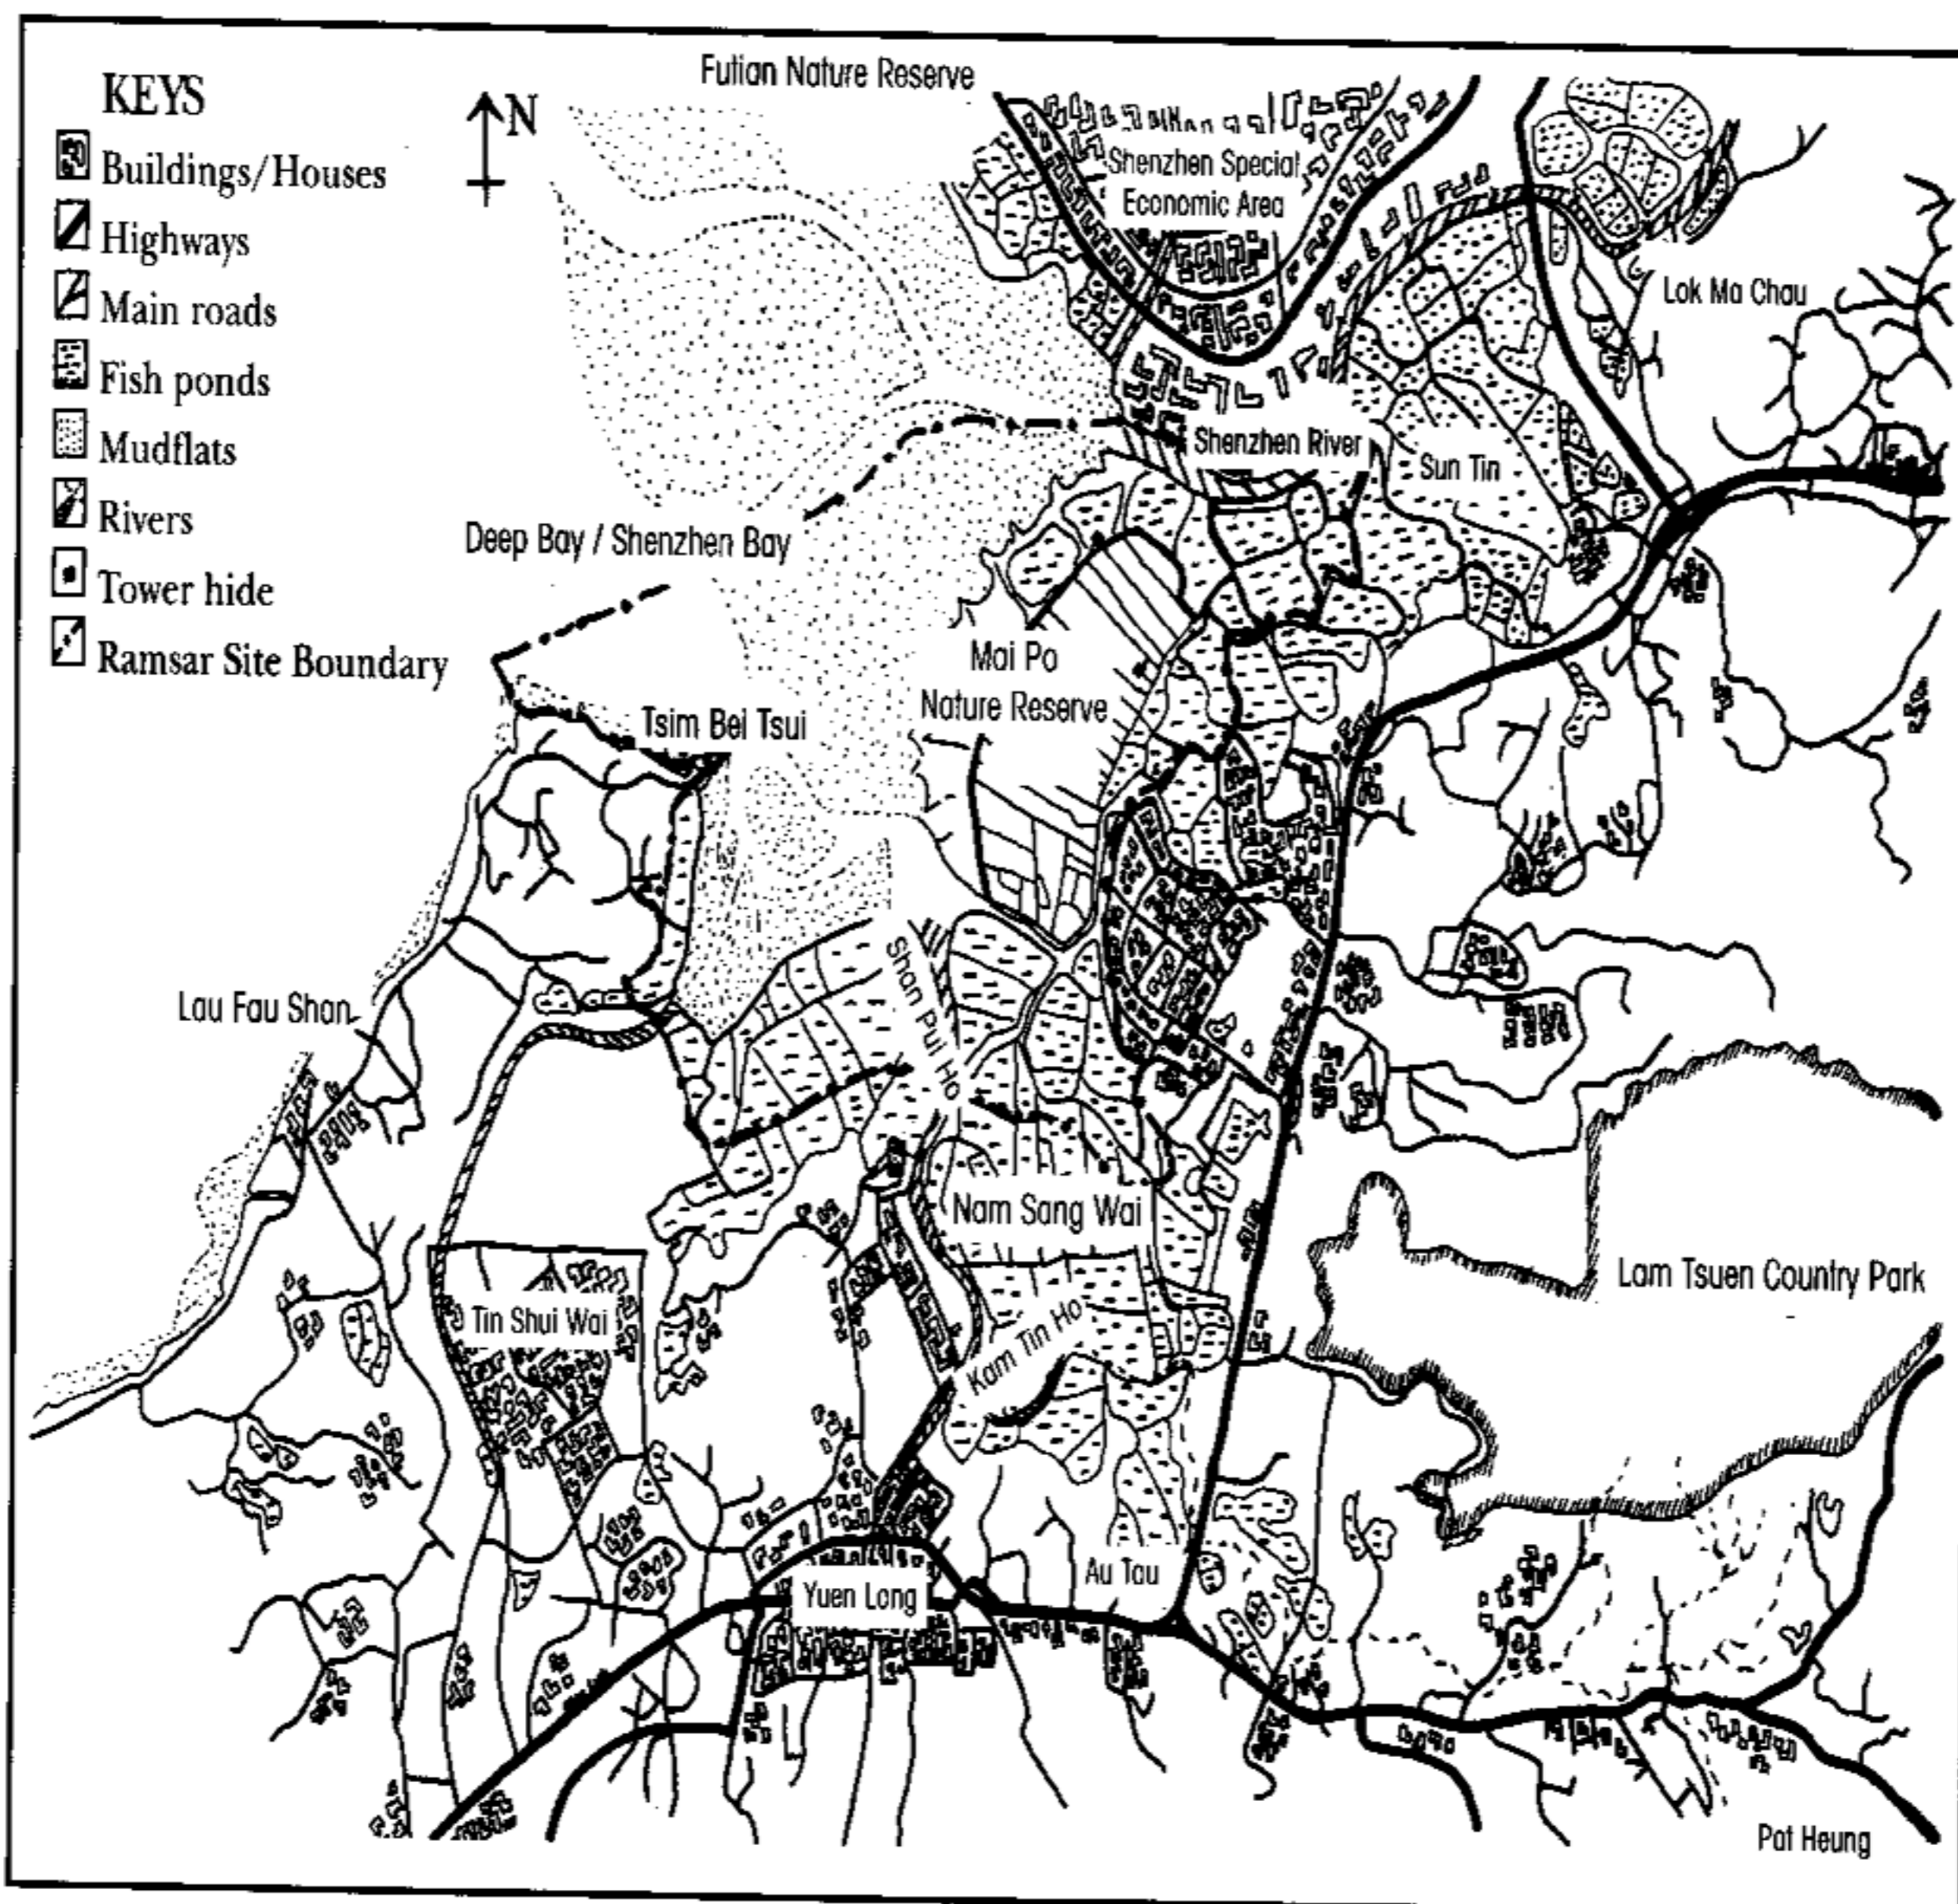 KEYS
Buildings/Houses
Highways
Main roads
Fish ponds
Mudflats
Rivers
Tower hide
Ramsar Site Boundary
N
Futian Nature Reserve
Shenzhen Special
Economic Area
Lok Ma Chau
Shenzhen River
Sun Tin
Deep Bay / Shenzhen Bay
Mai Po
Nature Reserve
Tsim Bei Tsui
Shan Pui Ho
Lau Fau Shan
Nam Sang Wai
Lam Tsuen Country Park
Tin Shui Wai
Kam Tin Ho
Au Tau
Yuen Long
Pat Heung